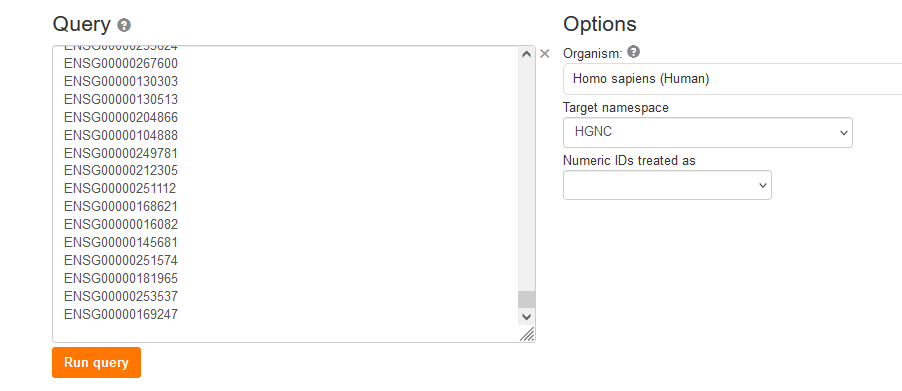 Query
Options
ENSG00000267600
ENSG00000130303
ENSG00000130513
ENSG00000204866
ENSG00000104888
ENSG00000249781
ENSG00000212305
ENSG00000251112
ENSG00000168621
ENSG00000016082
ENSG00000145681
ENSG00000251574
ENSG00000181965
ENSG00000253537
ENSG00000169247
Run query
Organism:
Homo sapiens (Human)
Target namespace
HGNC
Numeric IDs treated as